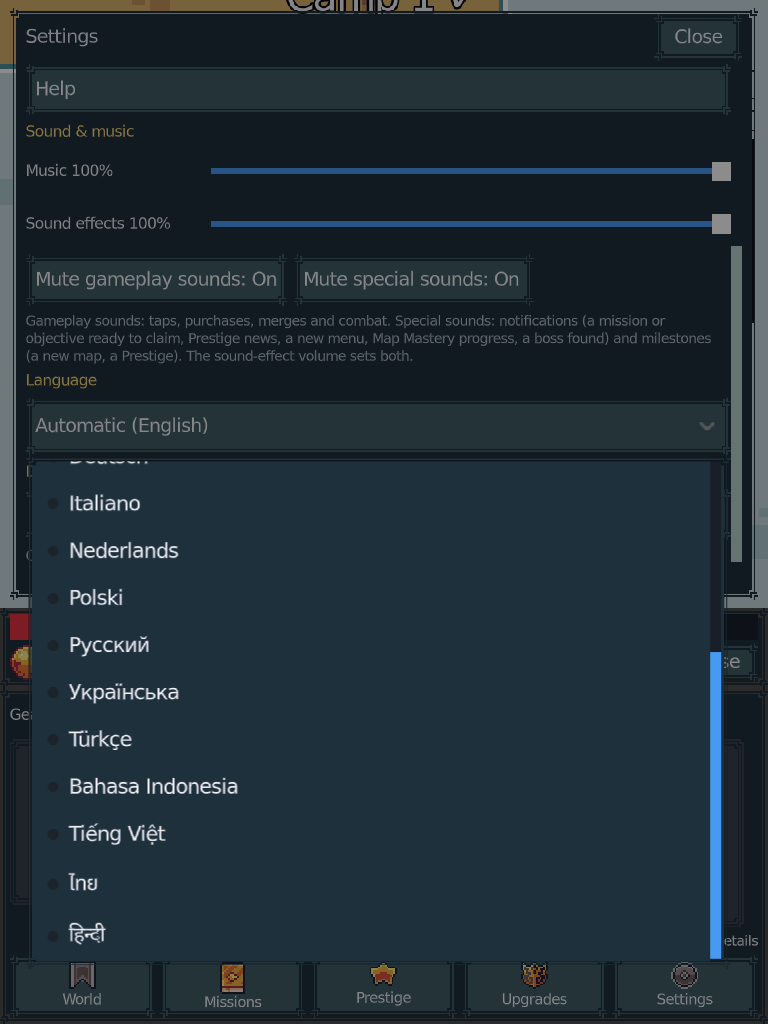 Camp 1
Settings
Close
Help
Sound & music
Music 100%
Sound effects 100%
Mute gameplay sounds: On
Mute special sounds: On
Gameplay sounds: taps, purchases, merges and combat. Special sounds: notifications (a mission or
objective ready to claim, Prestige news, a new menu, Map Mastery progress, a boss found) and milestones
(a new map, a Prestige). The sound-effect volume sets both.
Language
Automatic (English)
Deutsch
Italiano
Nederlands
Polski
Русский
Українська
Türkçe
Bahasa Indonesia
Tiếng Việt
ไทย
हिन्दी
World
Missions
Prestige
Upgrades
Settings